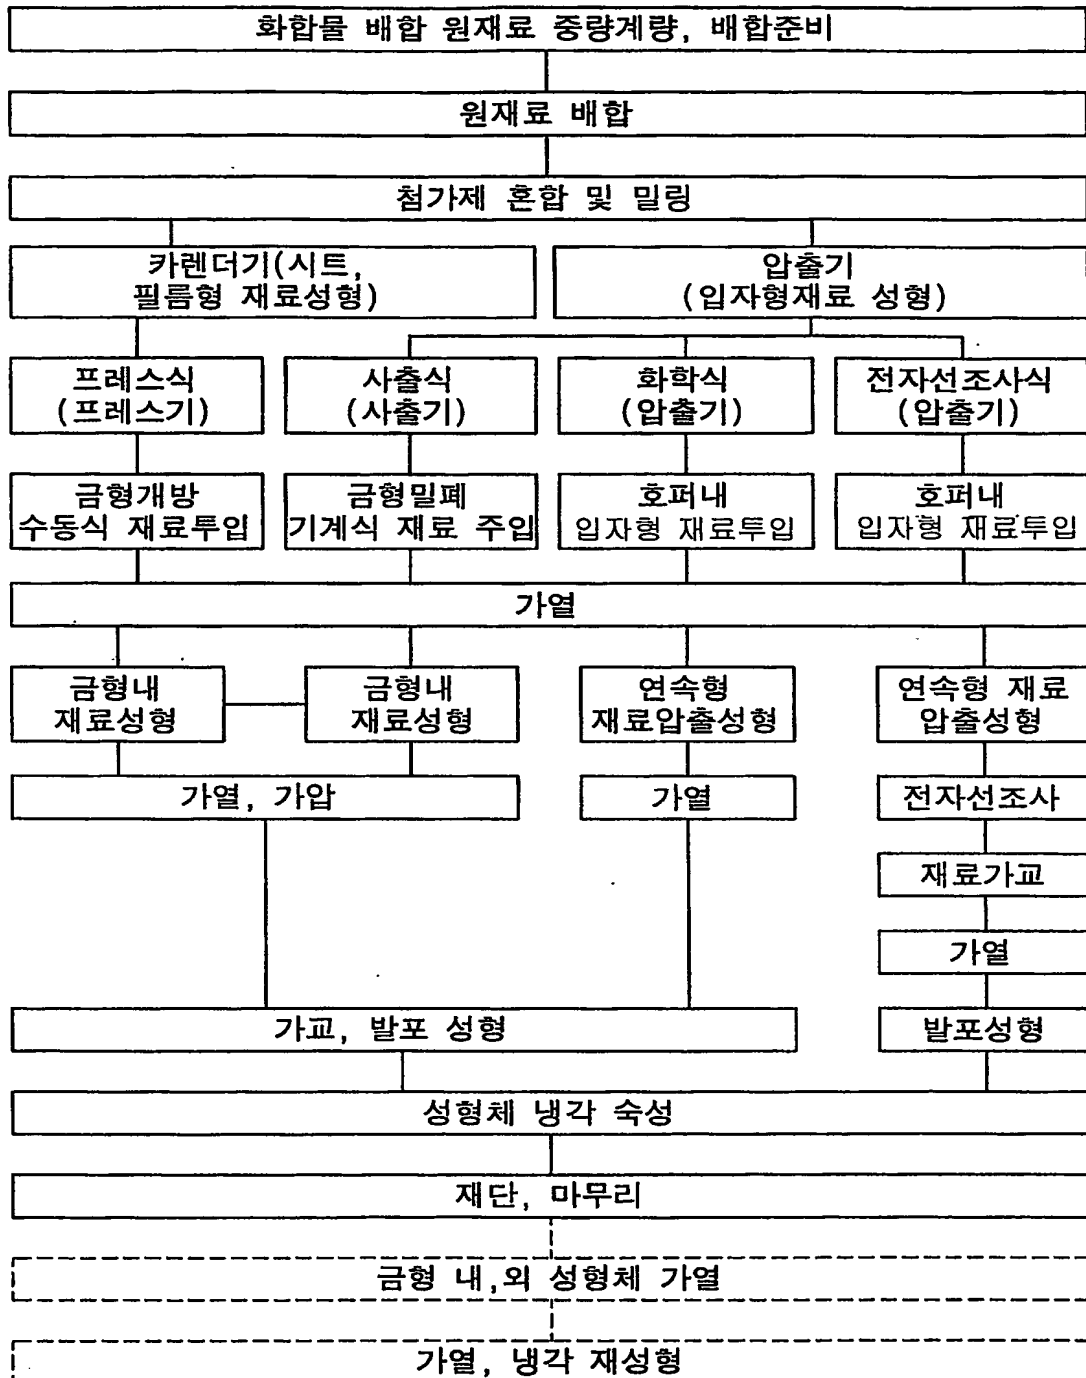 화합물 배합 원재료 중량계량, 배합준비
원재료 배합
첨가제 혼합 및 밀링
카렌더기(시트,
필름형 재료성형)
압출기
(입자형재료 성형)
프레스식
(프레스기)
사출식
(사출기)
화학식
(압출기)
전자선조사식
(압출기)
금형개방
수동식 재료투입
금형밀폐
기계식 재료 주입
호퍼내
입자형 재료투입
호퍼내
입자형 재료투입
가열
금형내
재료성형
금형내
재료성형
연속형
재료압출성형
연속형 재료
압출성형
가열, 가압
가열
전자선조사
재료가교
가열
가교, 발포 성형
발포성형
성형체 냉각 숙성
재단, 마무리
금형 내,외 성형체 가열
가열, 냉각 재성형